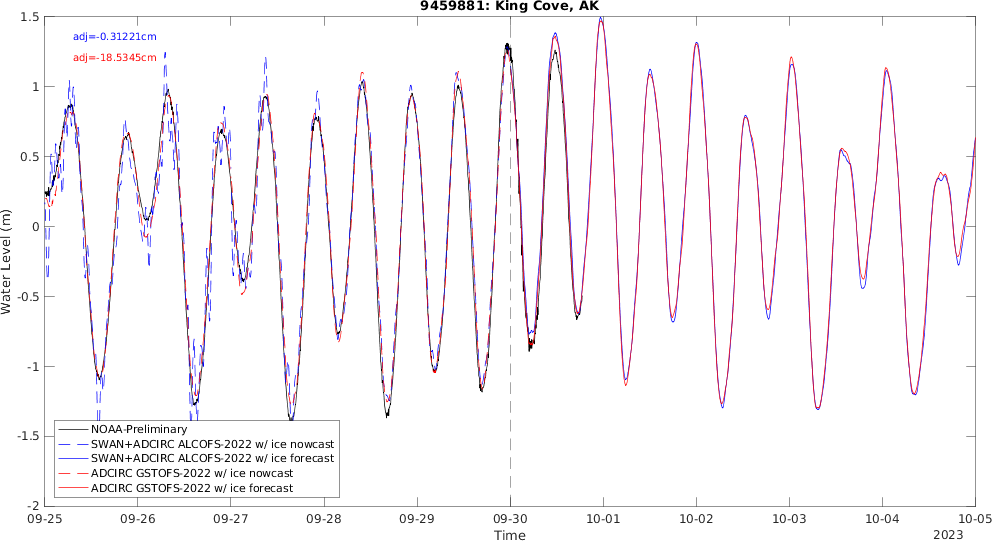 9459881: King Cove, AK
1.5
adj=-0.31221cm
adj=-18.5345cm
1
0.5
0
-0.5
-1
-1.5
-2
Water Level (m)
NOAA-Preliminary
SWAN+ADCIRC ALCOFS-2022 w/ ice nowcast
SWAN+ADCIRC ALCOFS-2022 w/ ice forecast
ADCIRC GSTOFS-2022 w/ ice nowcast
ADCIRC GSTOFS-2022 w/ ice forecast
09-25 09-26 09-27 09-28 09-29 09-30 10-01 10-02 10-03 10-04 10-05
Time
2023